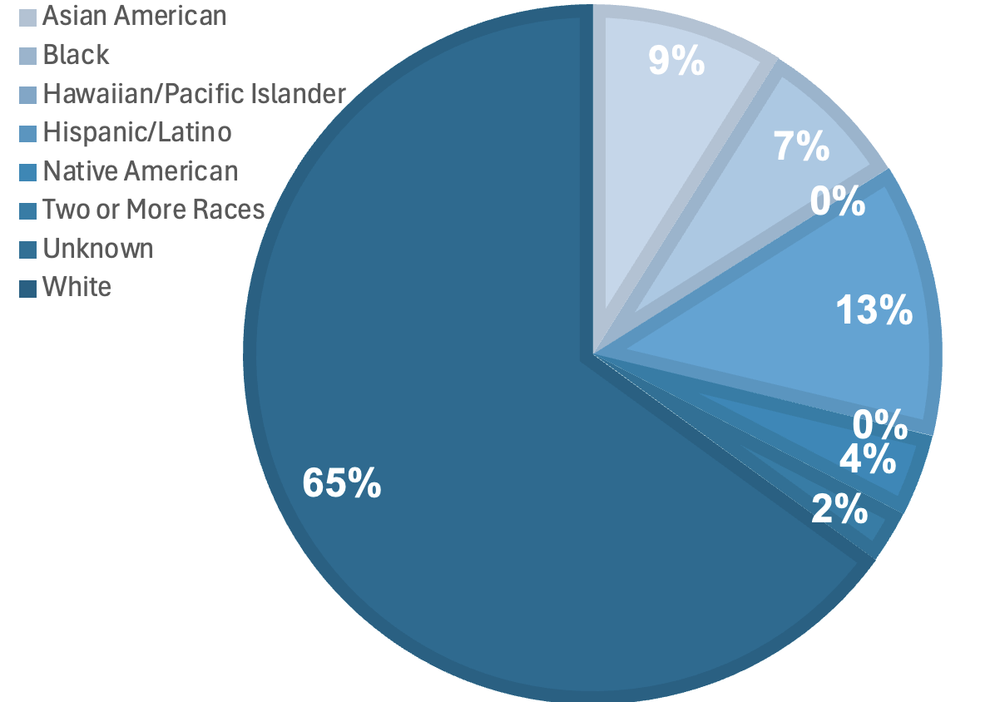 Asian American
Black
Hawaiian/Pacific Islander
Hispanic/Latino
Native American
Two or More Races
Unknown
White
9%
7%
0%
13%
0%
4%
2%
65%